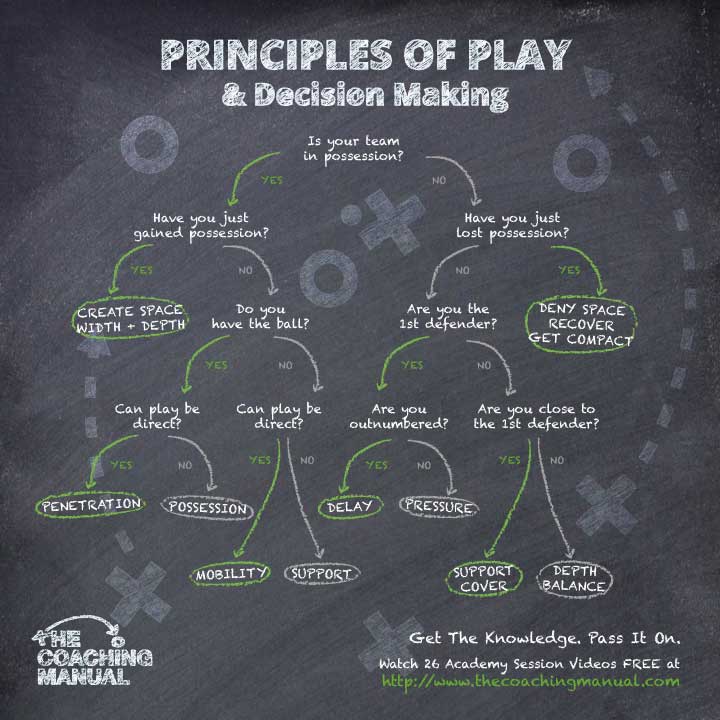 PRINCIPLES OF PLAY
& Decision Making
Is your team
in possession?
YES
NO
Have you just
gained possession?
Have you just
lost possession?
YES
NO
NO
YES
CREATE SPACE
WIDTH + DEPTH
Do you
have the ball?
Are you the
1st defender?
DENY SPACE
RECOVER
GET COMPACT
YES
NO
YES
NO
Can play be
direct?
Can play be
direct?
Are you
outnumbered?
Are you close to
the 1st defender?
YES
NO
YES
NO
YES
NO
YES
NO
PENETRATION
POSSESSION
DELAY
PRESSURE
MOBILITY
SUPPORT
SUPPORT
COVER
DEPTH
BALANCE
THE
COACHING
MANUAL
Get The Knowledge. Pass It On.
Watch 26 Academy Session Videos FREE at
http://www.thecoachingmanual.com